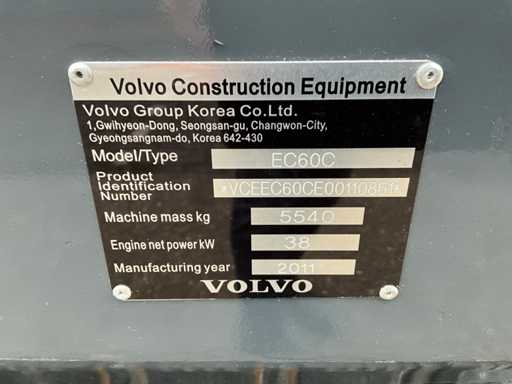 Volvo Construction Equipment
Volvo Group Korea Co.Ltd.
1,Gwihyeon-Dong, Seongsan-gu, Changwon-City,
Gyeongsangnam-do, Korea 642-430
Model/Type EC60C
Product
Identification *VCEEC60CE00110851*
Number
Machine mass kg 5540
Engine net power kW 38
Manufacturing year 2011
VOLVO